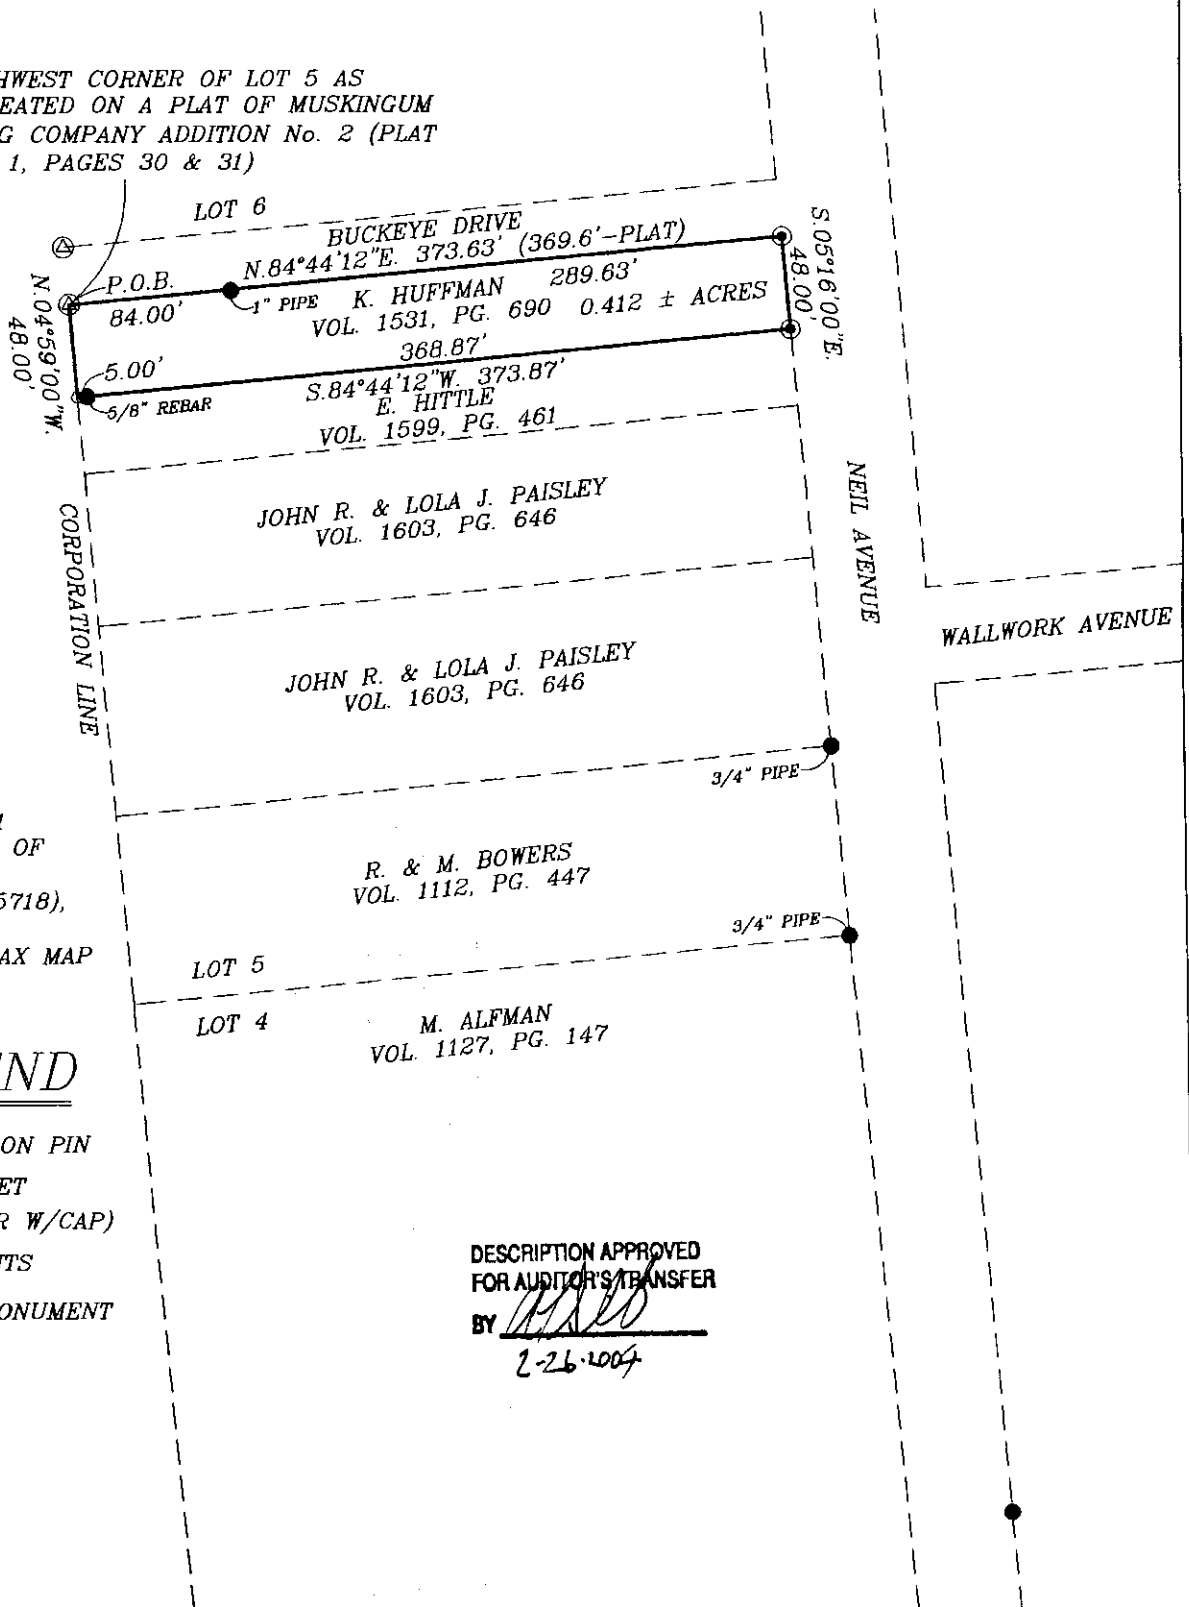 HWEST CORNER OF LOT 5 AS
EATED ON A PLAT OF MUSKINGUM
G COMPANY ADDITION No. 2 (PLAT
1, PAGES 30 & 31)
LOT 6
BUCKEYE DRIVE
N.84°44'12"E. 373.63' (369.6'-PLAT)
P.O.B.
84.00'
1" PIPE
K. HUFFMAN 289.63'
VOL. 1531, PG. 690 0.412 ± ACRES
S.05°16'00"E.
48.00'
N.04°59'00"W.
48.00'
368.87'
5.00'
5/8" REBAR
S.84°44'12"W. 373.87'
E. HITTLE
VOL. 1599, PG. 461
JOHN R. & LOLA J. PAISLEY
VOL. 1603, PG. 646
CORPORATION LINE
NEIL AVENUE
WALLWORK AVENUE
JOHN R. & LOLA J. PAISLEY
VOL. 1603, PG. 646
3/4" PIPE
OF
5718),
AX MAP
R. & M. BOWERS
VOL. 1112, PG. 447
3/4" PIPE
LOT 5
LOT 4
M. ALFMAN
VOL. 1127, PG. 147
END
ON PIN
ET
R W/CAP)
NTS
ONUMENT
DESCRIPTION APPROVED
FOR AUDITOR'S TRANSFER
BY
2-26-2004